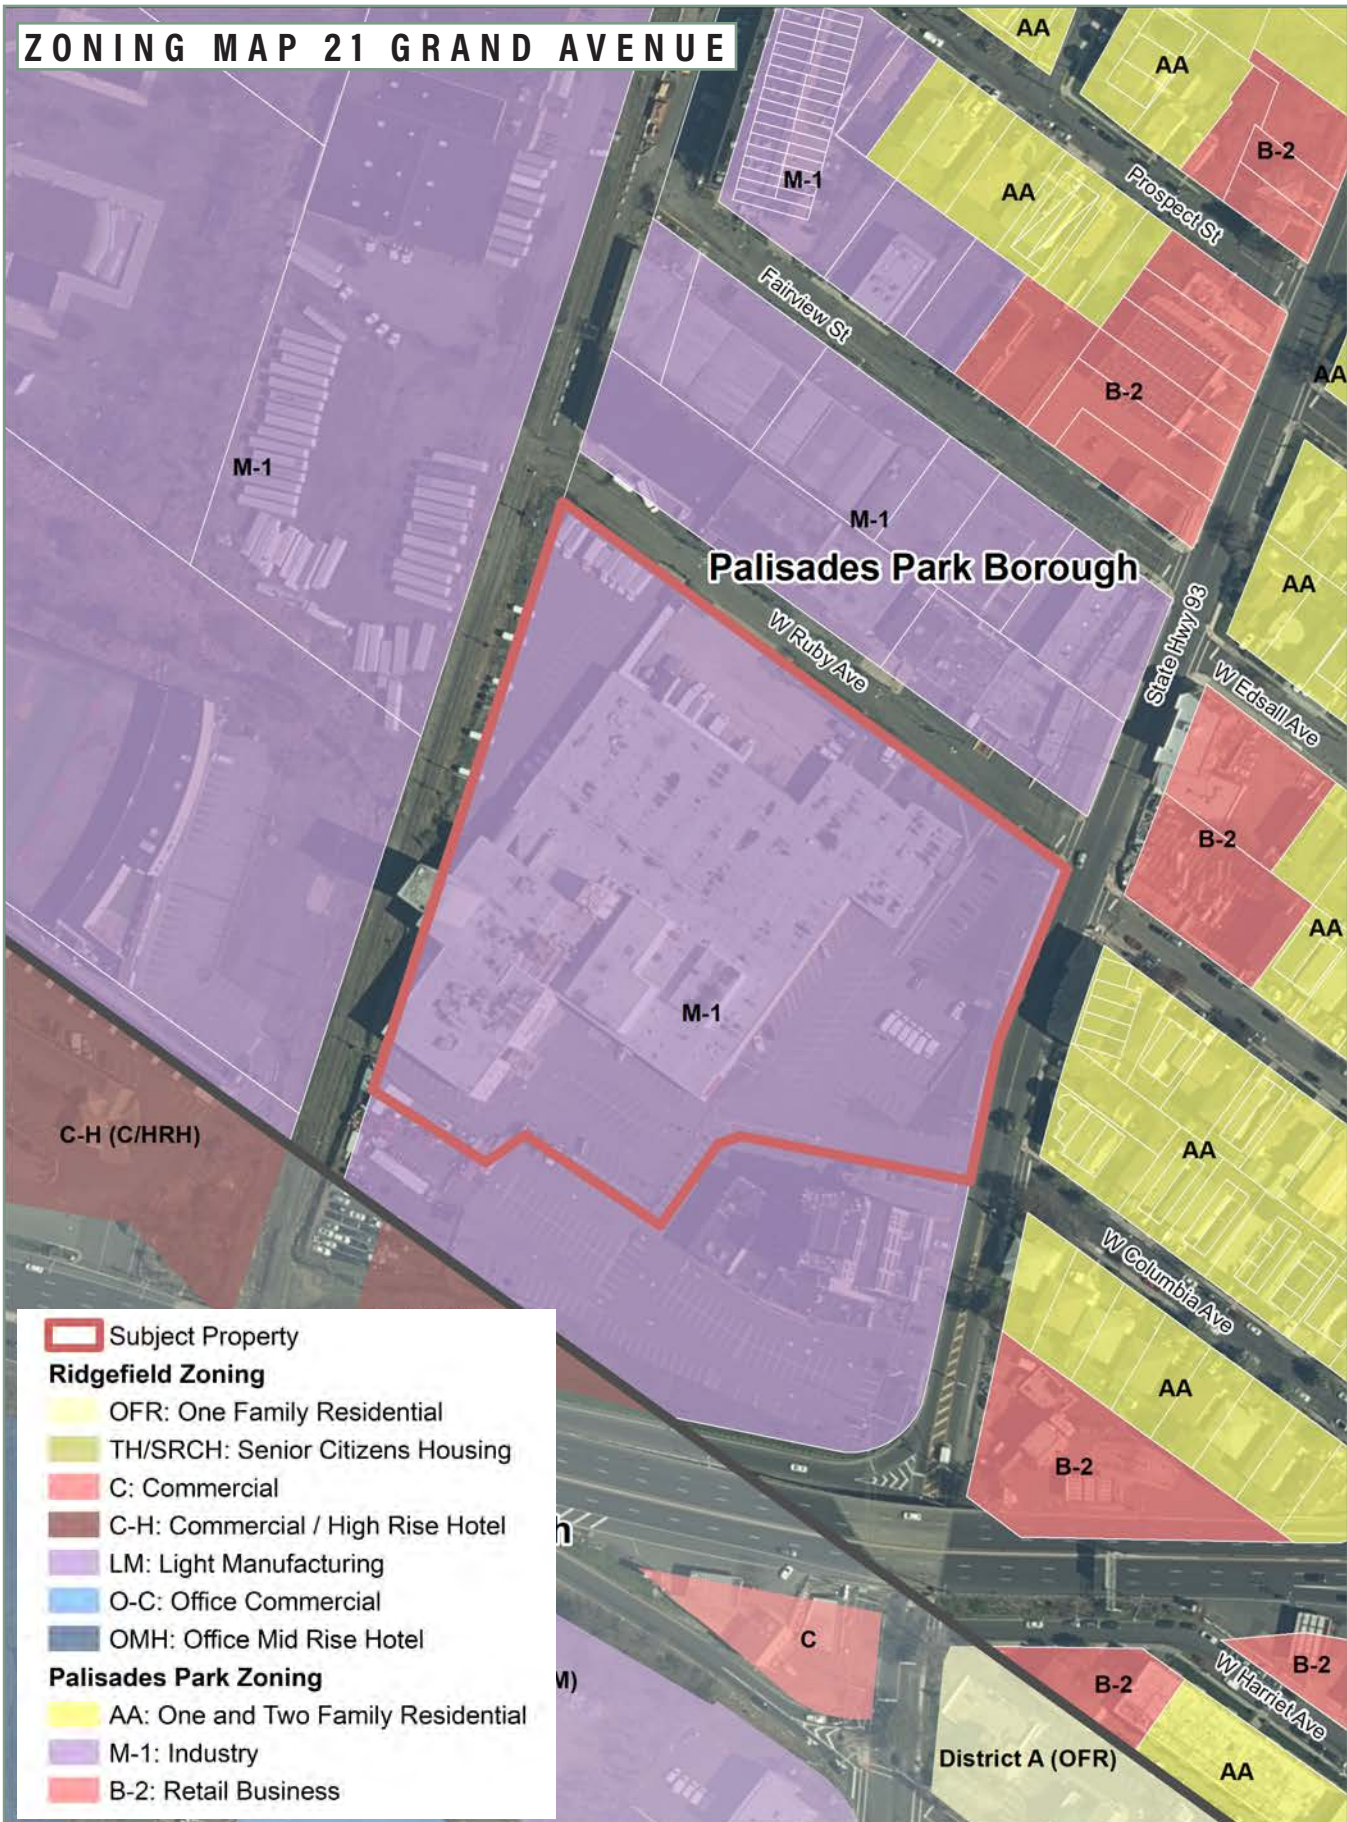 ZONING MAP 21 GRAND AVENUE
AA
AA
B-2
M-1
AA
Prospect St
Fairview St
AA
B-2
M-1
M-1
Palisades Park Borough
AA
W Ruby Ave
State Hwy 93
W Edsall Ave
B-2
AA
M-1
C-H (C/HRH)
AA
W Columbia Ave
AA
B-2
Subject Property
Ridgefield Zoning
OFR: One Family Residential
TH/SRCH: Senior Citizens Housing
C: Commercial
C-H: Commercial / High Rise Hotel
LM: Light Manufacturing
O-C: Office Commercial
OMH: Office Mid Rise Hotel
Palisades Park Zoning
AA: One and Two Family Residential
M-1: Industry
B-2: Retail Business
h
M)
C
B-2
B-2
W Harriet Ave
District A (OFR)
AA